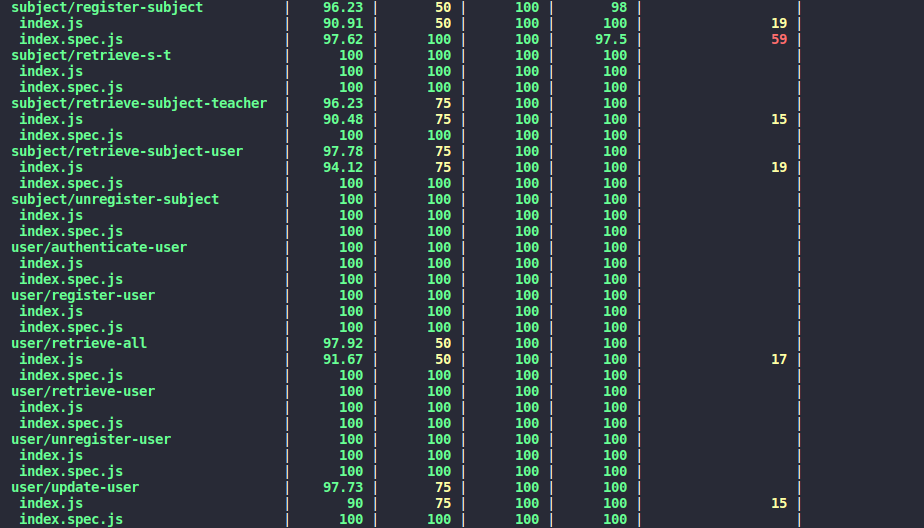 subject/register-subject | 96.23 | 50 | 100 | 98 | |
index.js | 90.91 | 50 | 100 | 100 | 19 |
index.spec.js | 97.62 | 100 | 100 | 97.5 | 59 |
subject/retrieve-s-t | 100 | 100 | 100 | 100 | |
index.js | 100 | 100 | 100 | 100 | |
index.spec.js | 100 | 100 | 100 | 100 | |
subject/retrieve-subject-teacher | 96.23 | 75 | 100 | 100 | |
index.js | 90.48 | 75 | 100 | 100 | 15 |
index.spec.js | 100 | 100 | 100 | 100 | |
subject/retrieve-subject-user | 97.78 | 75 | 100 | 100 | |
index.js | 94.12 | 75 | 100 | 100 | 19 |
index.spec.js | 100 | 100 | 100 | 100 | |
subject/unregister-subject | 100 | 100 | 100 | 100 | |
index.js | 100 | 100 | 100 | 100 | |
index.spec.js | 100 | 100 | 100 | 100 | |
user/authenticate-user | 100 | 100 | 100 | 100 | |
index.js | 100 | 100 | 100 | 100 | |
index.spec.js | 100 | 100 | 100 | 100 | |
user/register-user | 100 | 100 | 100 | 100 | |
index.js | 100 | 100 | 100 | 100 | |
index.spec.js | 100 | 100 | 100 | 100 | |
user/retrieve-all | 97.92 | 50 | 100 | 100 | |
index.js | 91.67 | 50 | 100 | 100 | 17 |
index.spec.js | 100 | 100 | 100 | 100 | |
user/retrieve-user | 100 | 100 | 100 | 100 | |
index.js | 100 | 100 | 100 | 100 | |
index.spec.js | 100 | 100 | 100 | 100 | |
user/unregister-user | 100 | 100 | 100 | 100 | |
index.js | 100 | 100 | 100 | 100 | |
index.spec.js | 100 | 100 | 100 | 100 | |
user/update-user | 97.73 | 75 | 100 | 100 | |
index.js | 90 | 75 | 100 | 100 | 15 |
index.spec.js | 100 | 100 | 100 | 100 | |